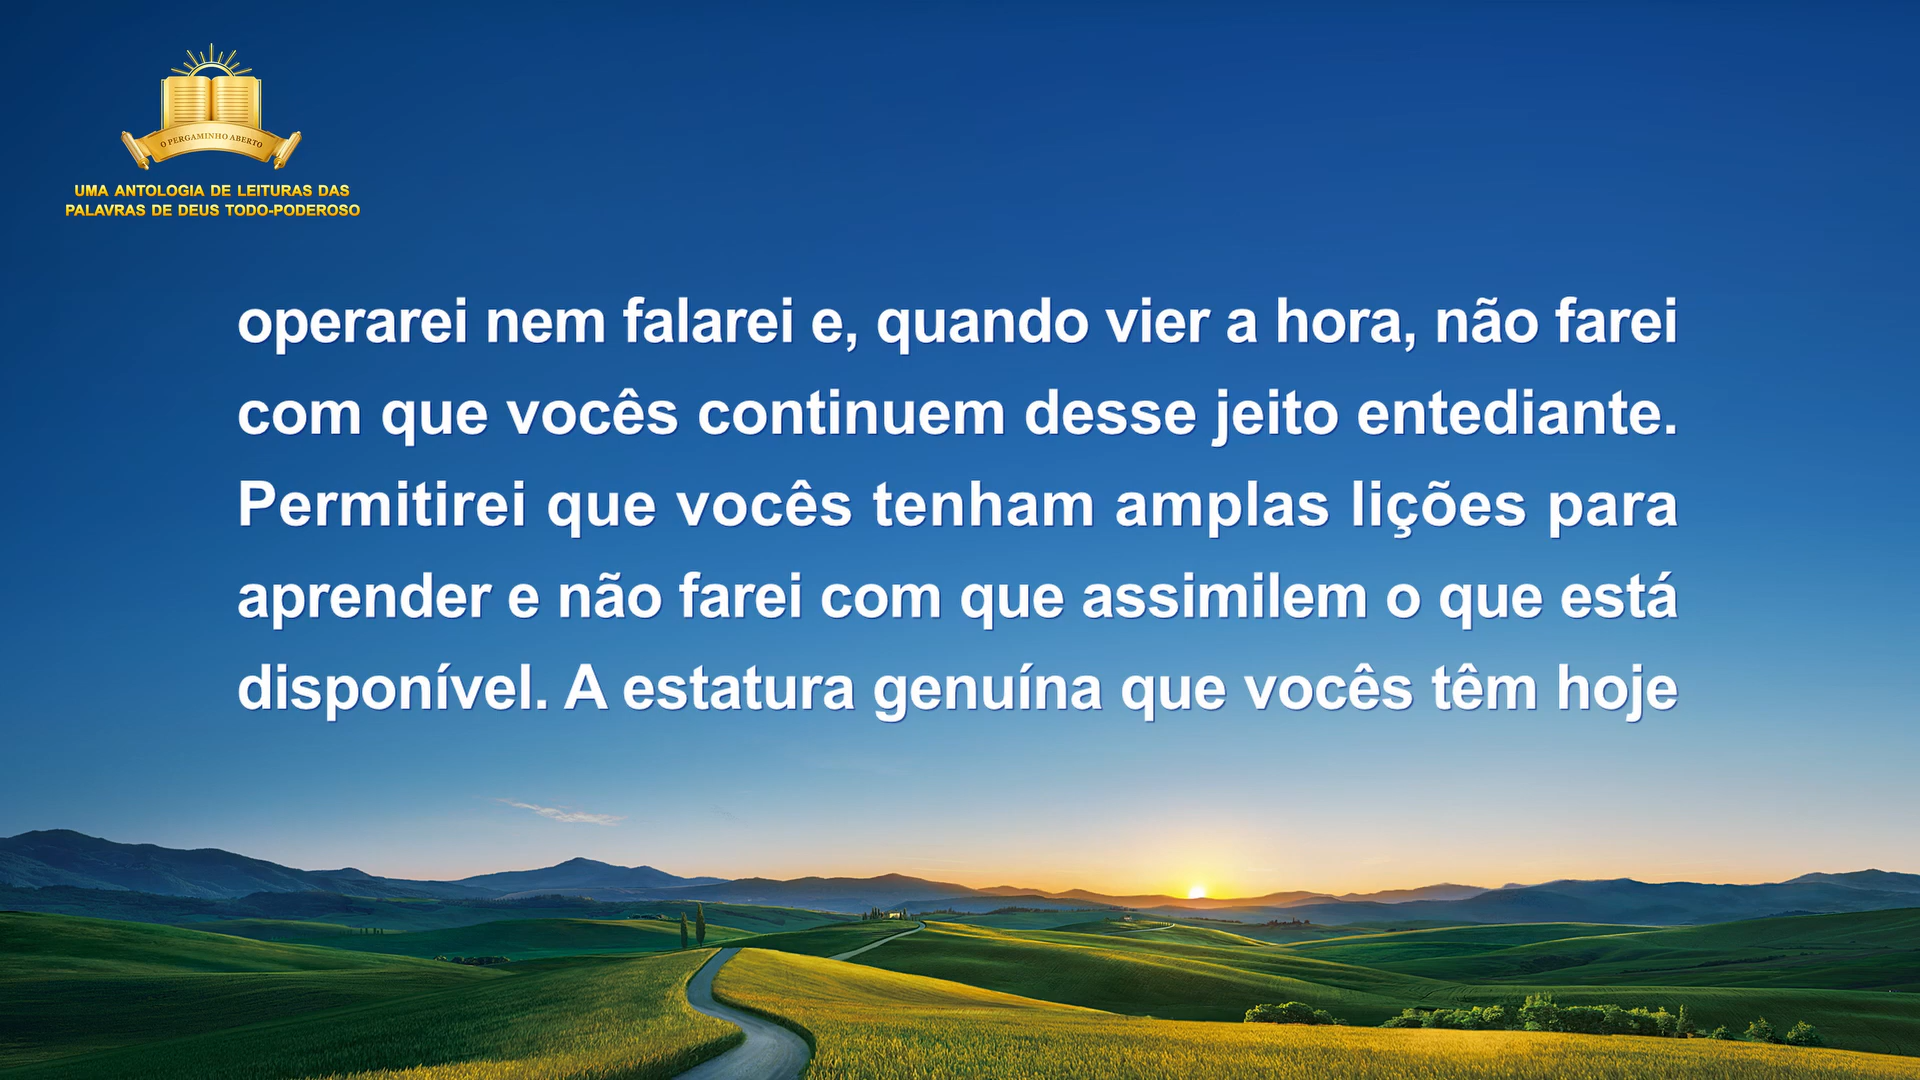 O PERGAMINHO ABERTO
UMA ANTOLOGIA DE LEITURAS DAS
PALAVRAS DE DEUS TODO-PODEROSO
operarei nem falarei e, quando vier a hora, não farei
com que vocês continuem desse jeito entediante.
Permitirei que vocês tenham amplas lições para
aprender e não farei com que assimilem o que está
disponível. A estatura genuína que vocês têm hoje